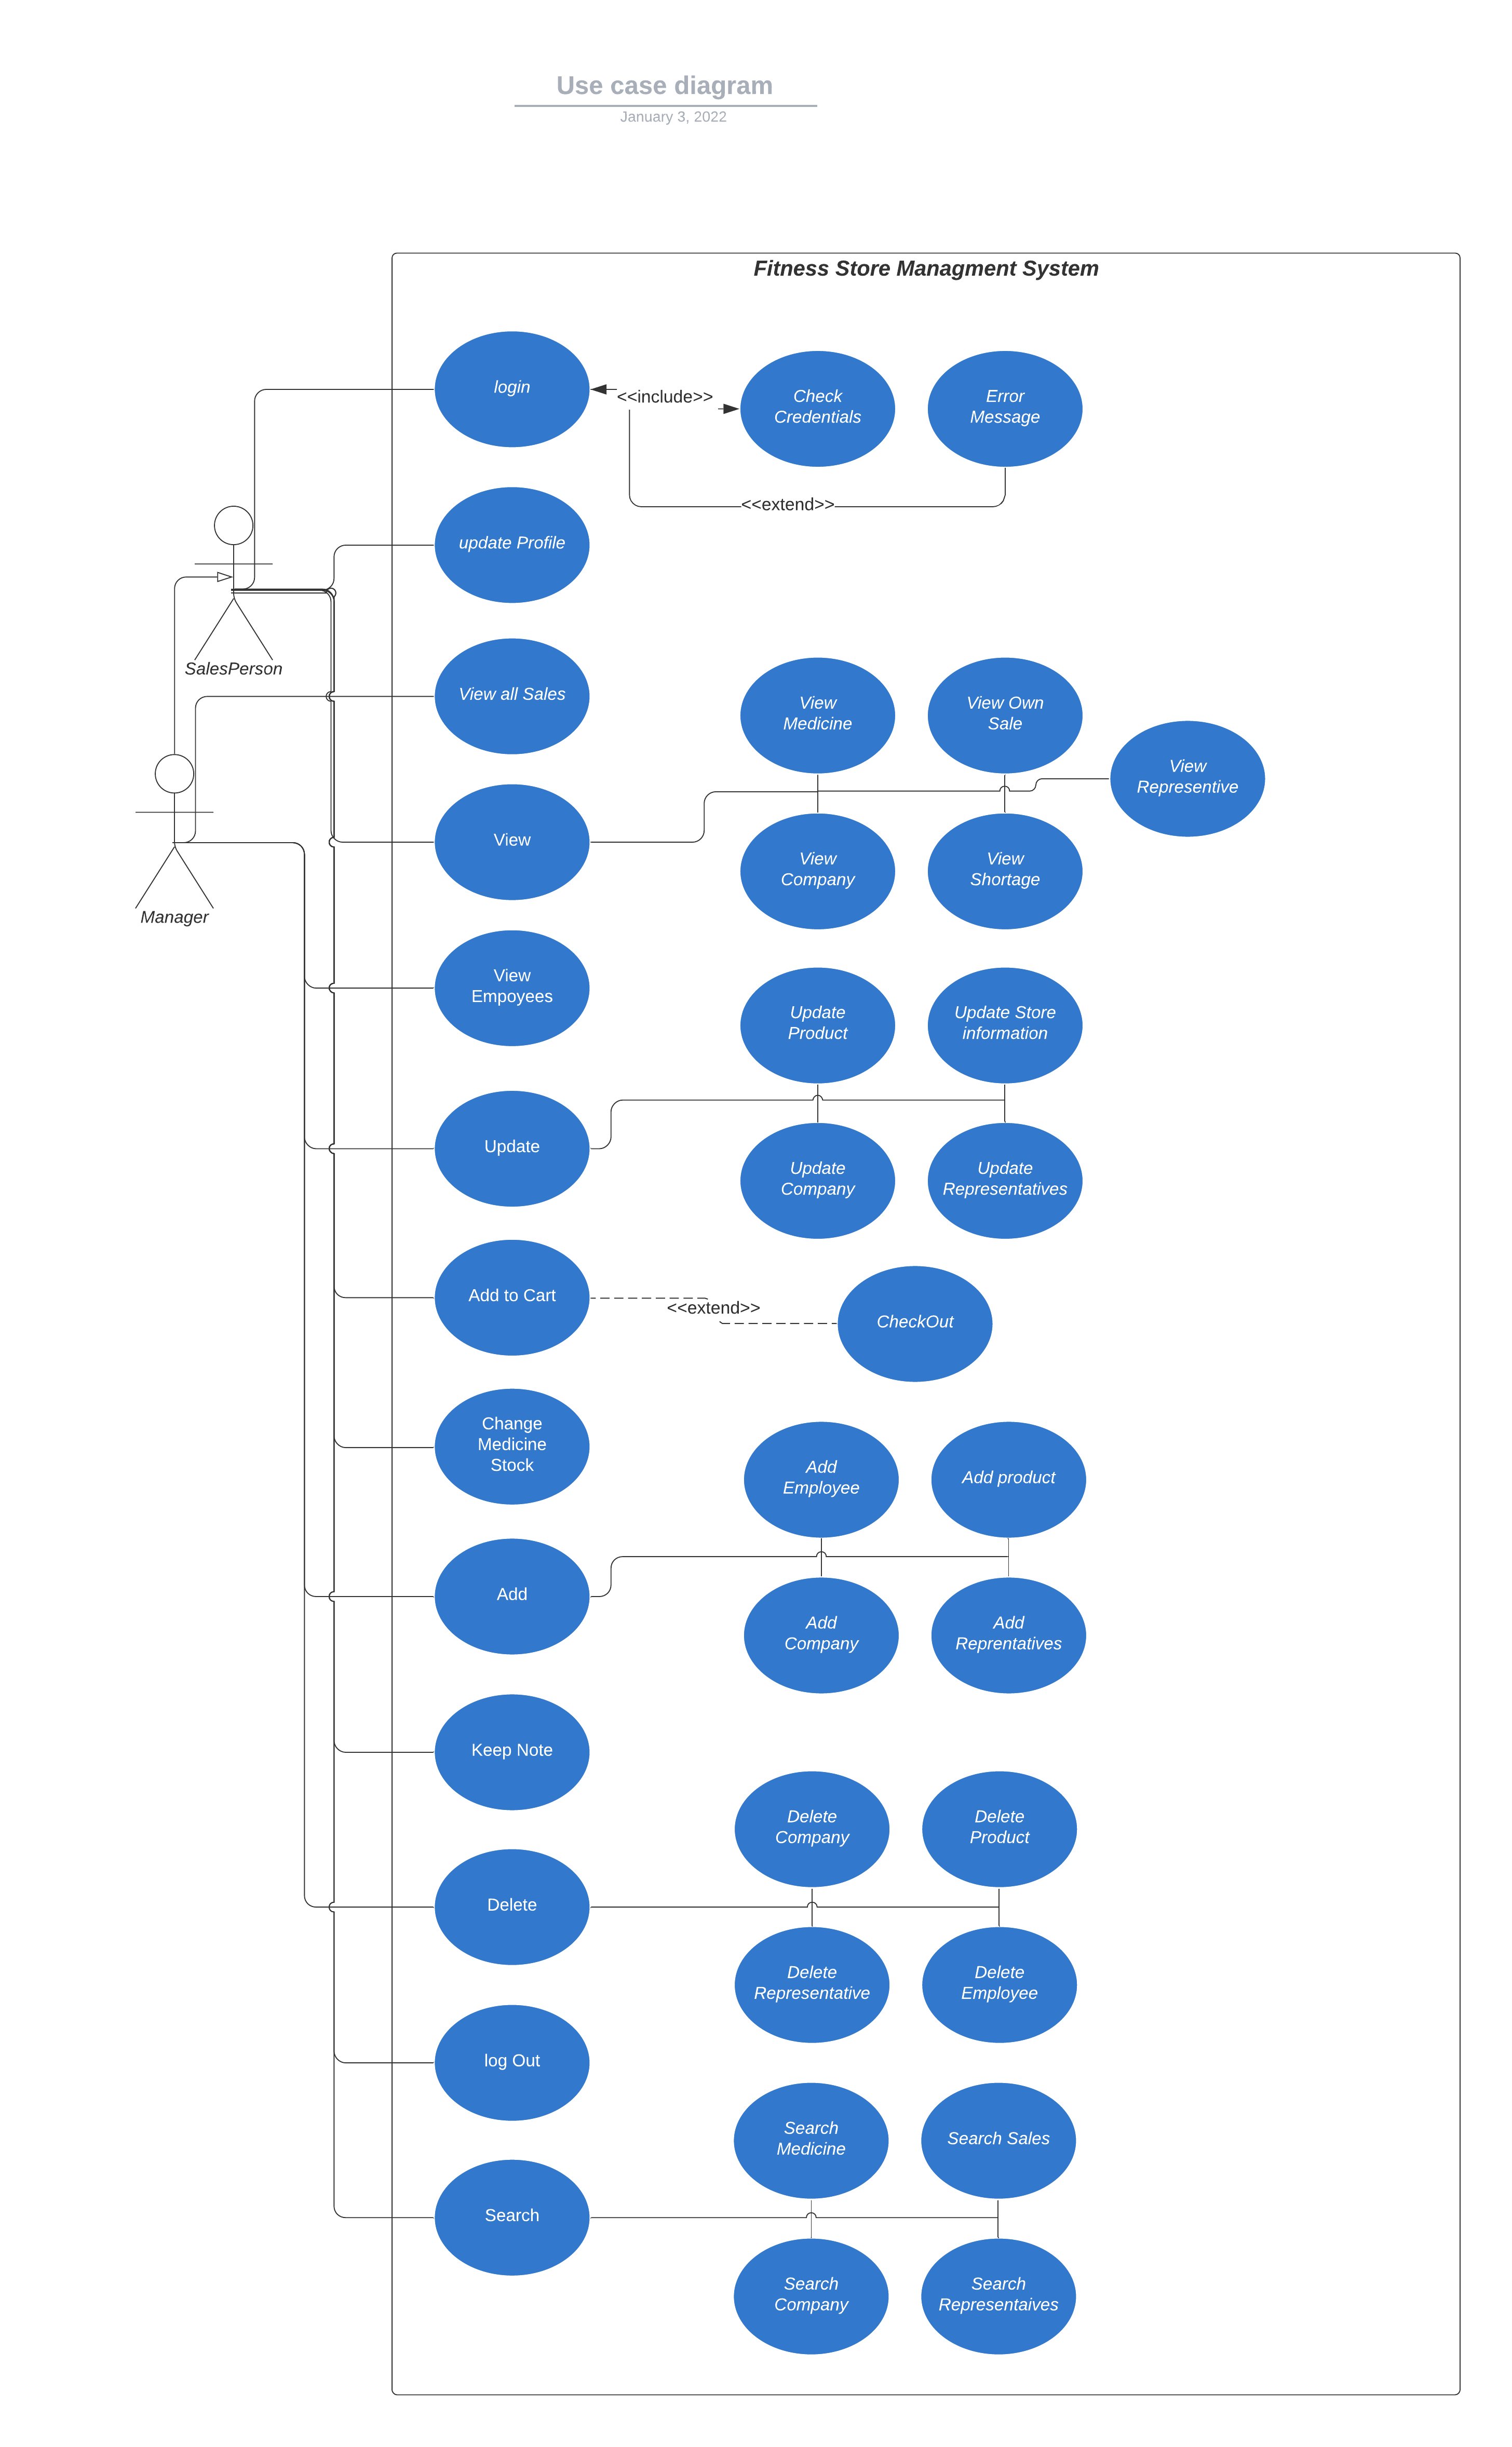 Use case diagram
January 3, 2022
Fitness Store Managment System
login
<<include>>
Check
Credentials
Error
Message
<<extend>>
update Profile
SalesPerson
View all Sales
View
Medicine
View Own
Sale
View
Representive
View
View
Company
View
Shortage
Manager
View
Empoyees
Update
Product
Update Store
information
Update
Update
Company
Update
Representatives
Add to Cart
<<extend>>
CheckOut
Change
Medicine
Stock
Add
Employee
Add product
Add
Add
Company
Add
Reprentatives
Keep Note
Delete
Company
Delete
Product
Delete
Delete
Representative
Delete
Employee
log Out
Search
Medicine
Search Sales
Search
Search
Company
Search
Representaives